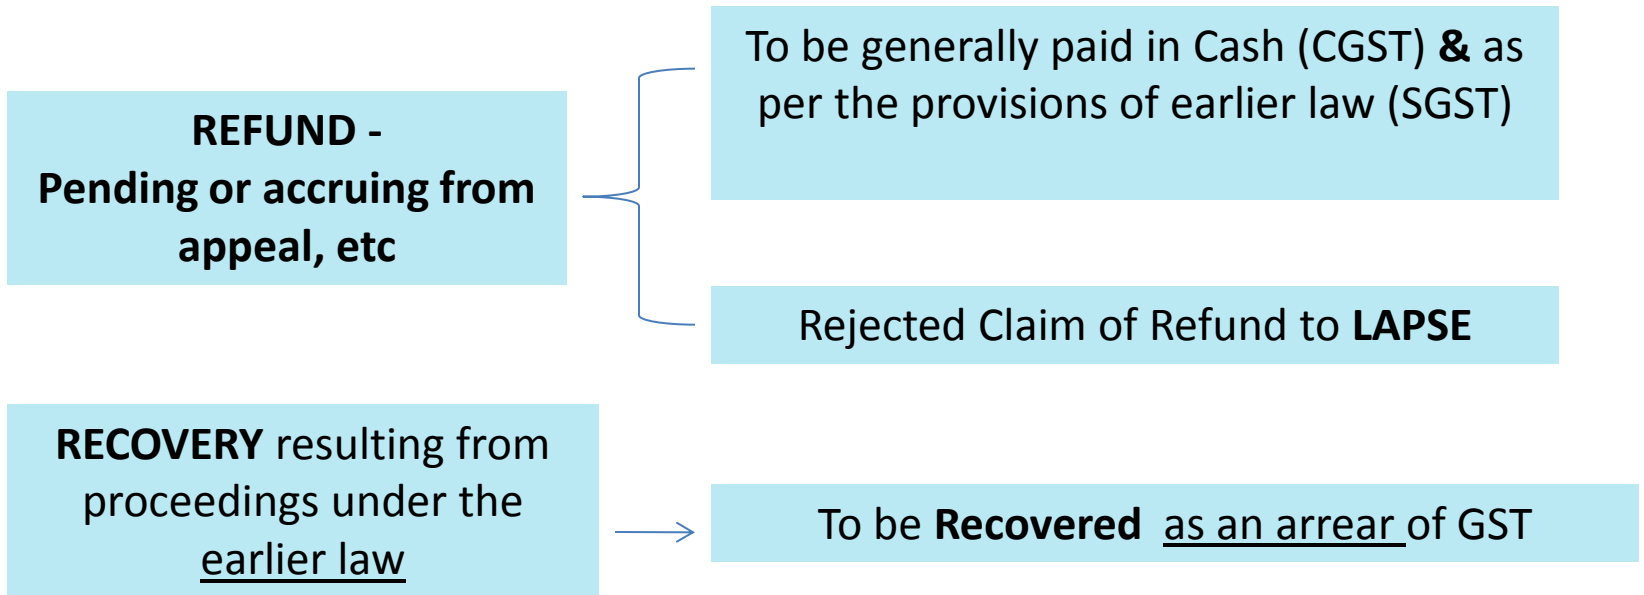 REFUND -
Pending or accruing from
appeal, etc
To be generally paid in Cash (CGST) & as
per the provisions of earlier law (SGST)
Rejected Claim of Refund to LAPSE
RECOVERY resulting from
proceedings under the
earlier law
To be Recovered as an arrear of GST